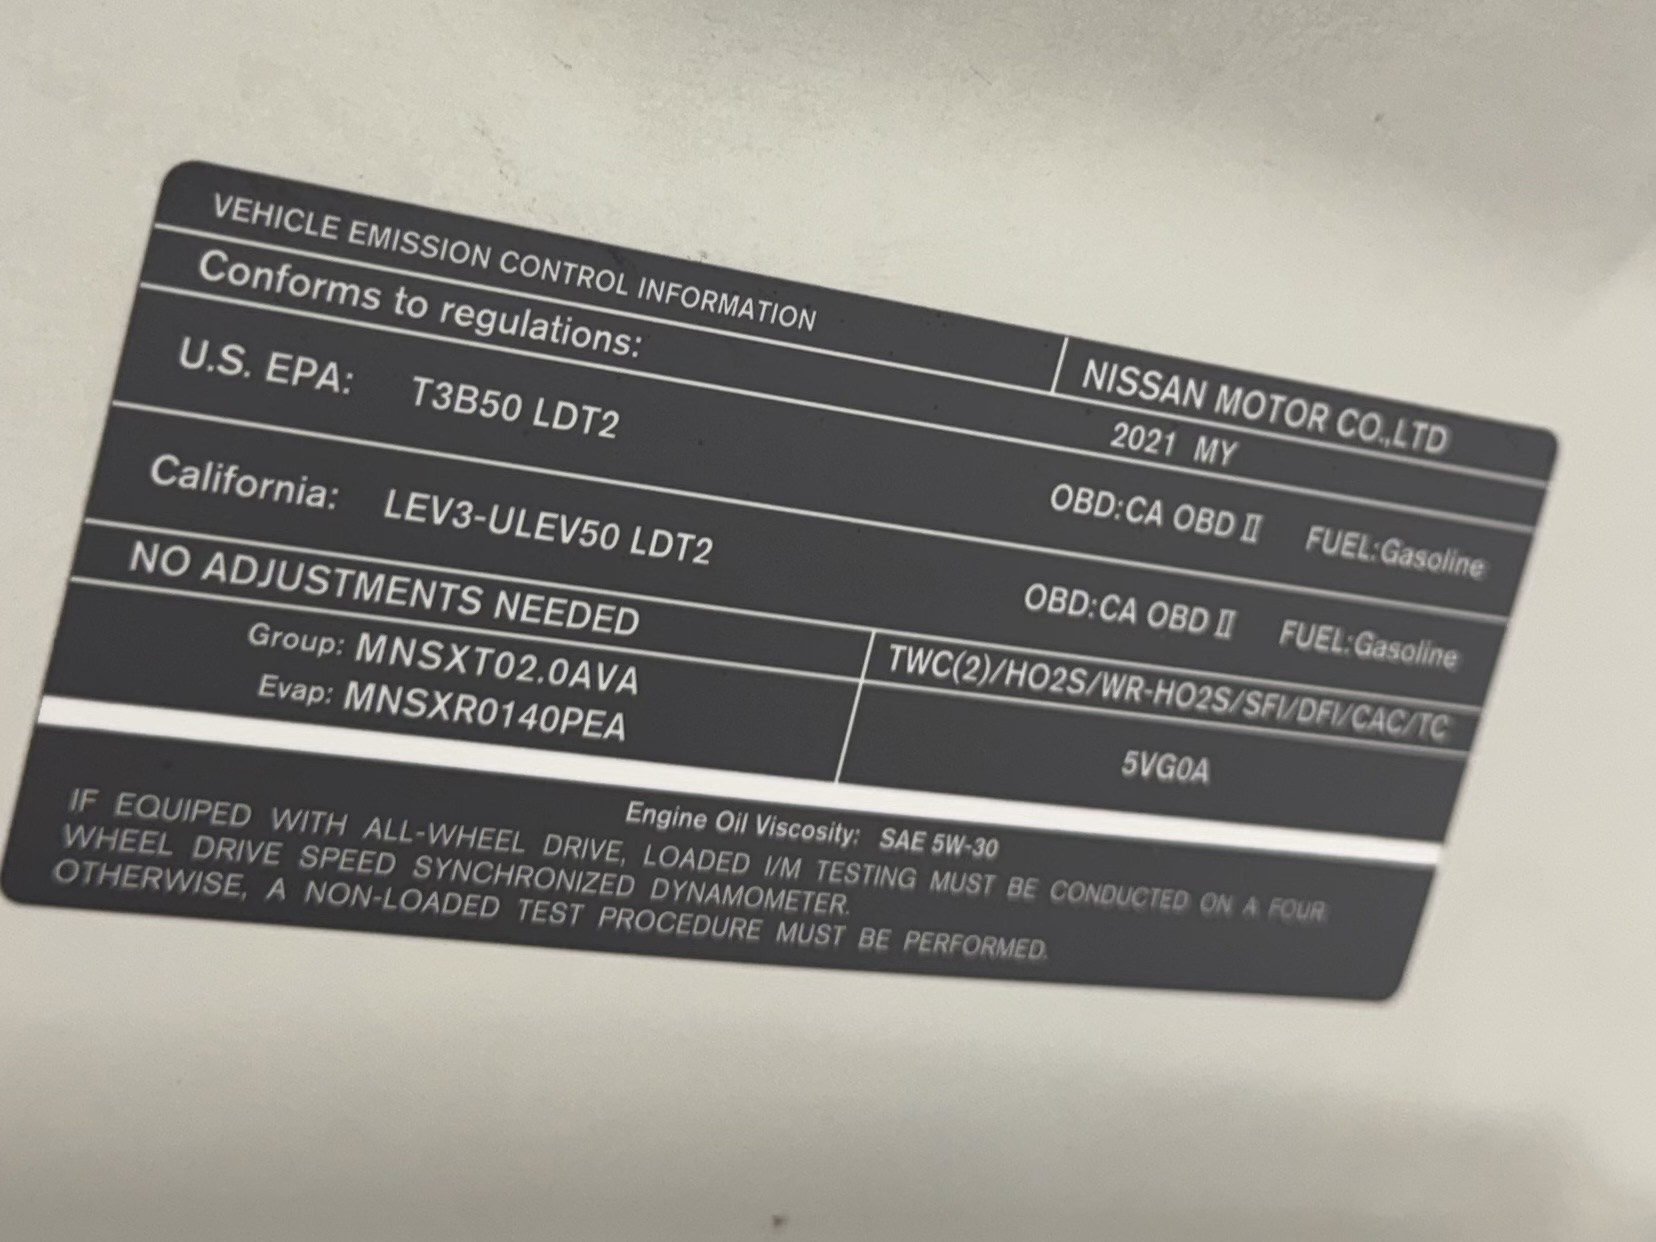 VEHICLE EMISSION CONTROL INFORMATION
NISSAN MOTOR CO.,LTD
Conforms to regulations:
2021 MY
U.S. EPA: T3B50 LDT2 OBD:CA OBD II FUEL:Gasoline
California: LEV3-ULEV50 LDT2 OBD:CA OBD II FUEL:Gasoline
NO ADJUSTMENTS NEEDED
TWC(2)/HO2S/WR-HO2S/SFI/DFI/CAC/TC
Group: MNSXT02.0AVA
Evap: MNSXR0140PEA
5VG0A
Engine Oil Viscosity: SAE 5W-30
IF EQUIPED WITH ALL-WHEEL DRIVE, LOADED I/M TESTING MUST BE CONDUCTED ON A FOUR
WHEEL DRIVE SPEED SYNCHRONIZED DYNAMOMETER.
OTHERWISE, A NON-LOADED TEST PROCEDURE MUST BE PERFORMED.